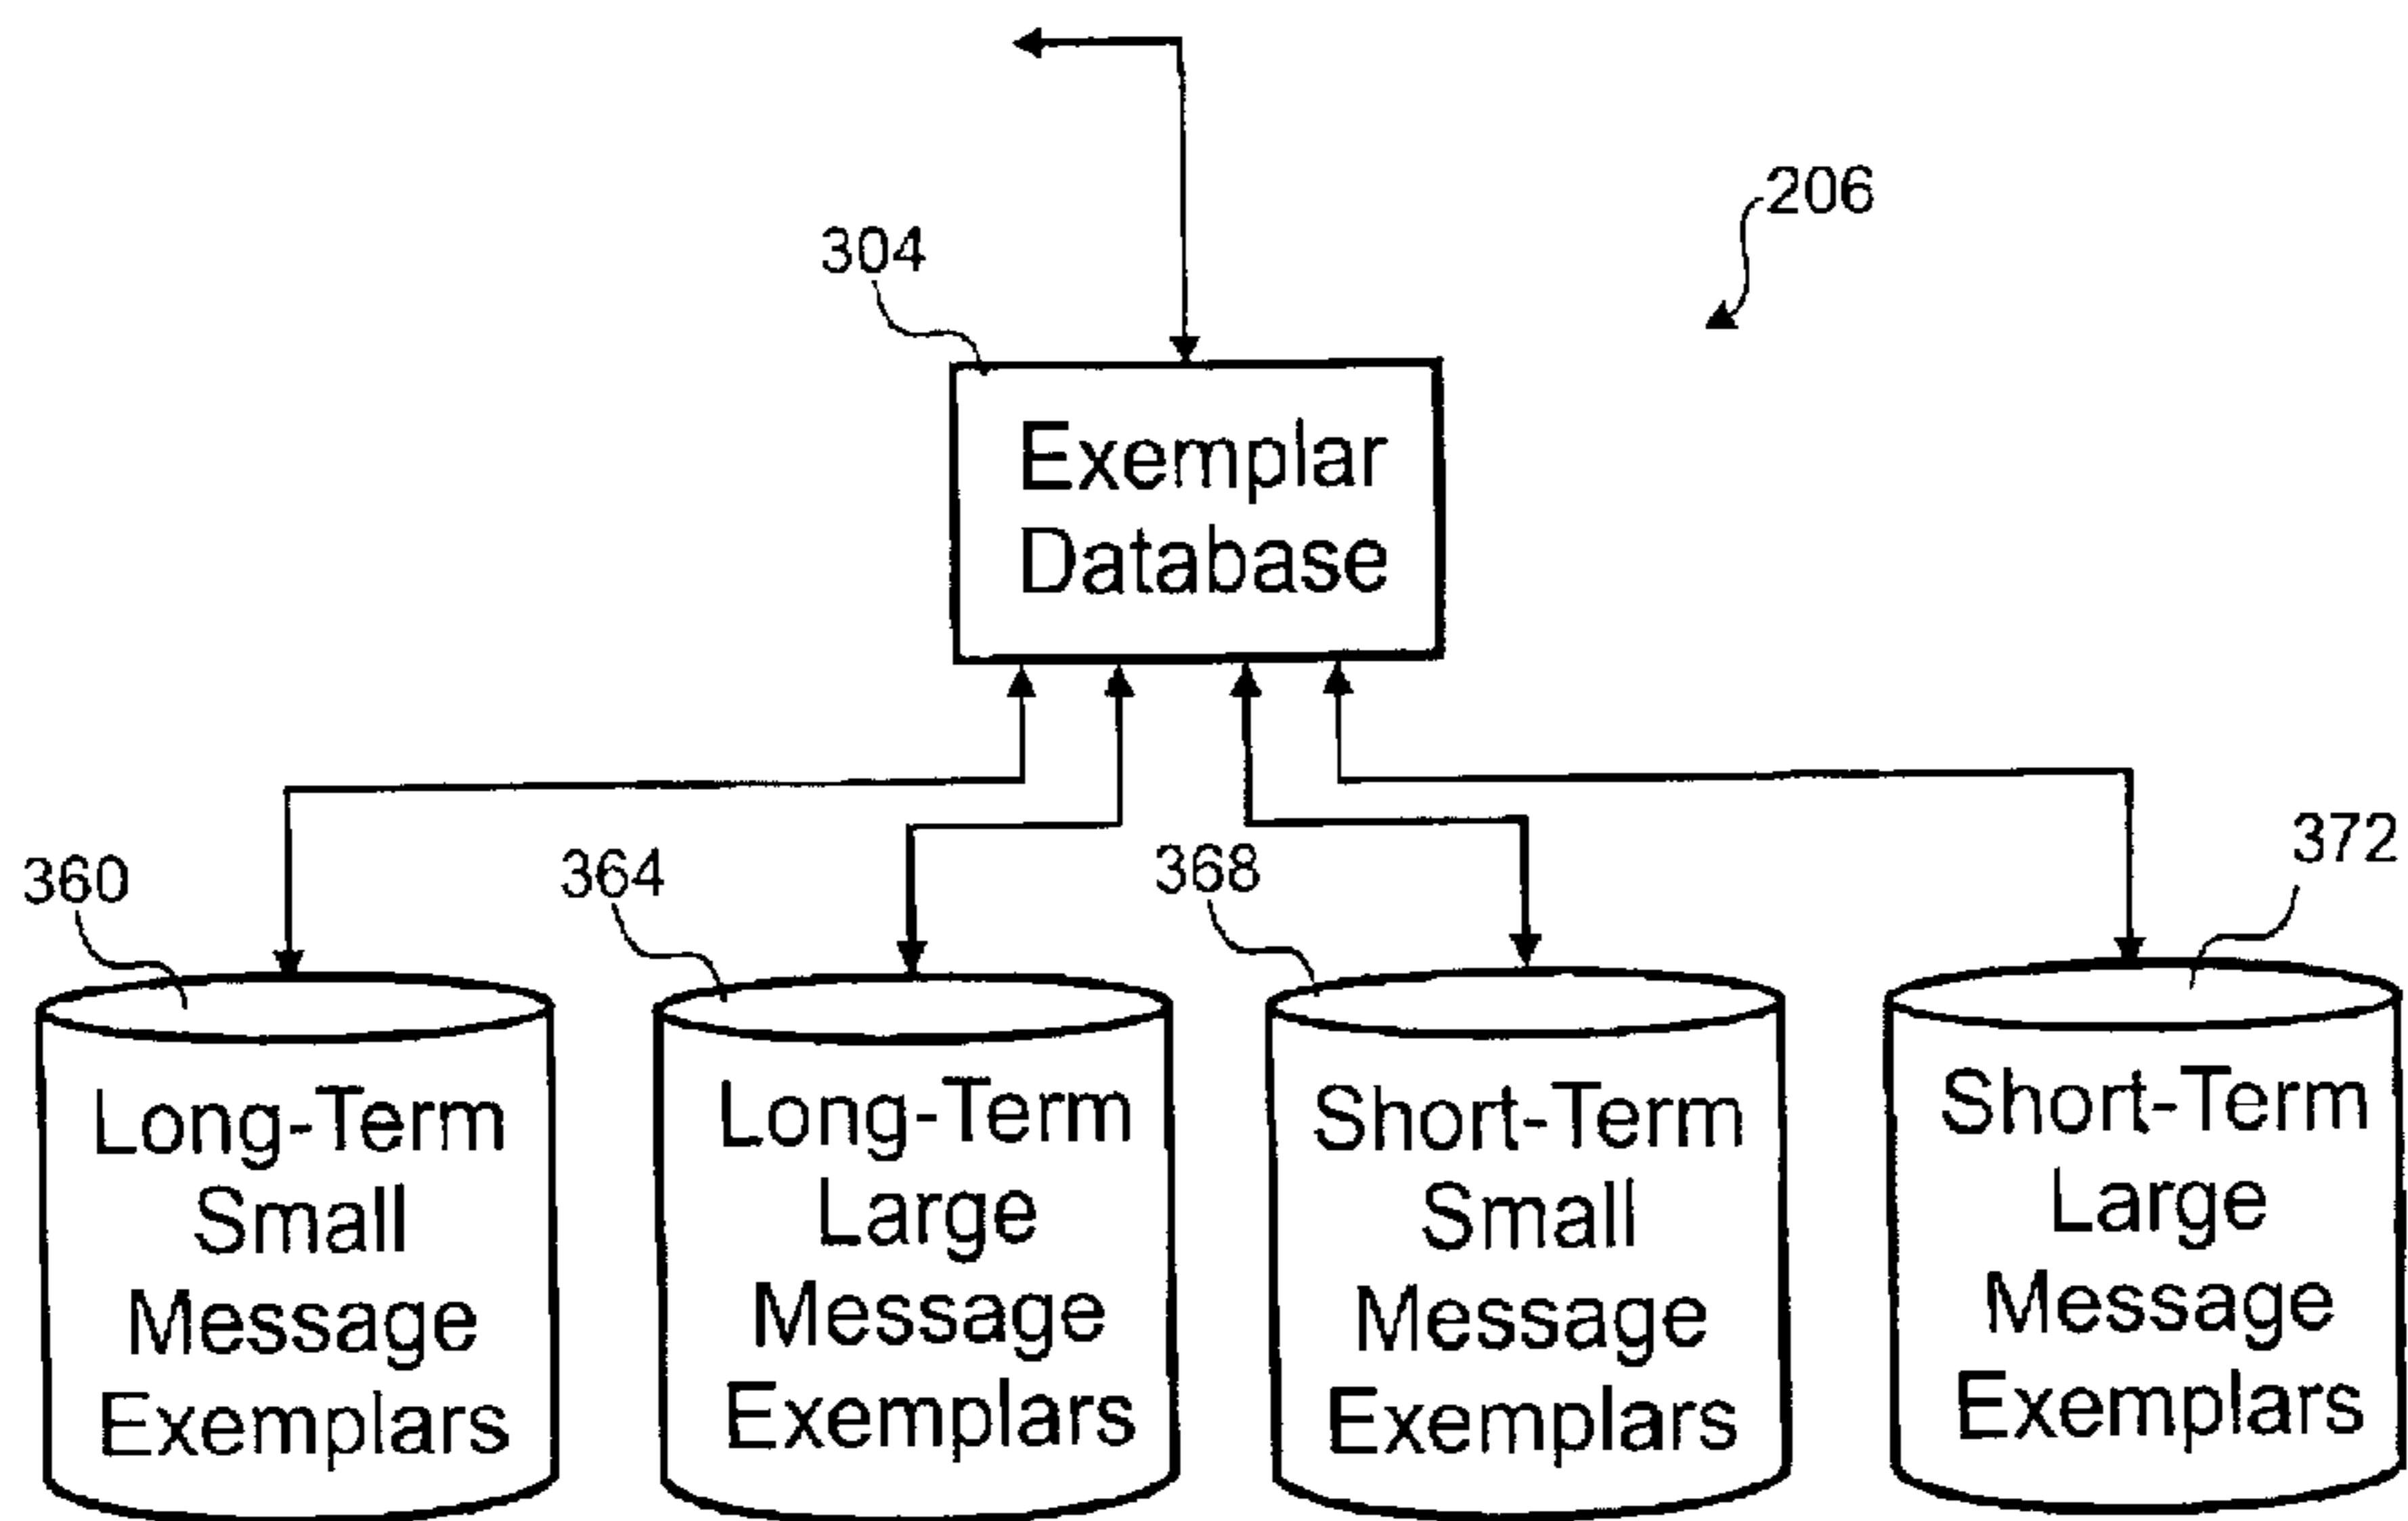 206
304
Exemplar
Database
360
364
368
372
Long-Term
Small
Message
Exemplars
Long-Term
Large
Message
Exemplars
Short-Term
Small
Message
Exemplars
Short-Term
Large
Message
Exemplars